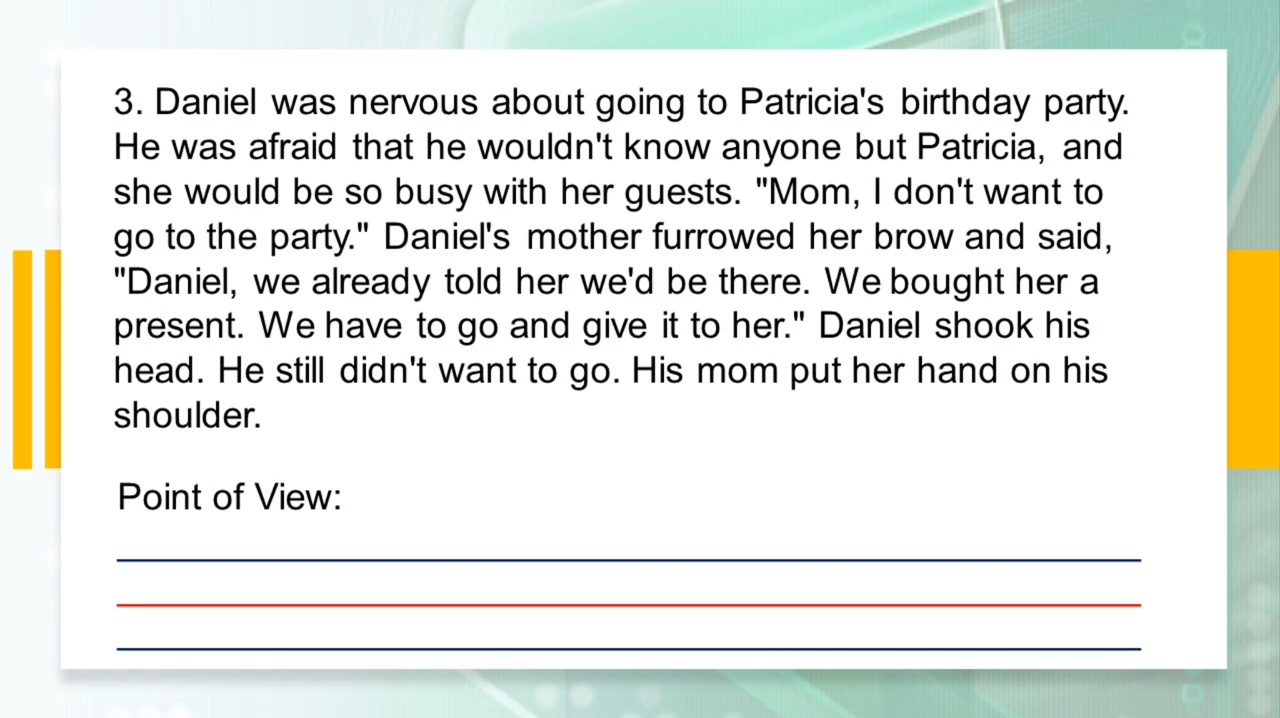 3. Daniel was nervous about going to Patricia's birthday party.
He was afraid that he wouldn't know anyone but Patricia, and
she would be so busy with her guests. "Mom, I don't want to
go to the party." Daniel's mother furrowed her brow and said,
"Daniel, we already told her we'd be there. We bought her a
present. We have to go and give it to her." Daniel shook his
head. He still didn't want to go. His mom put her hand on his
shoulder.
Point of View: